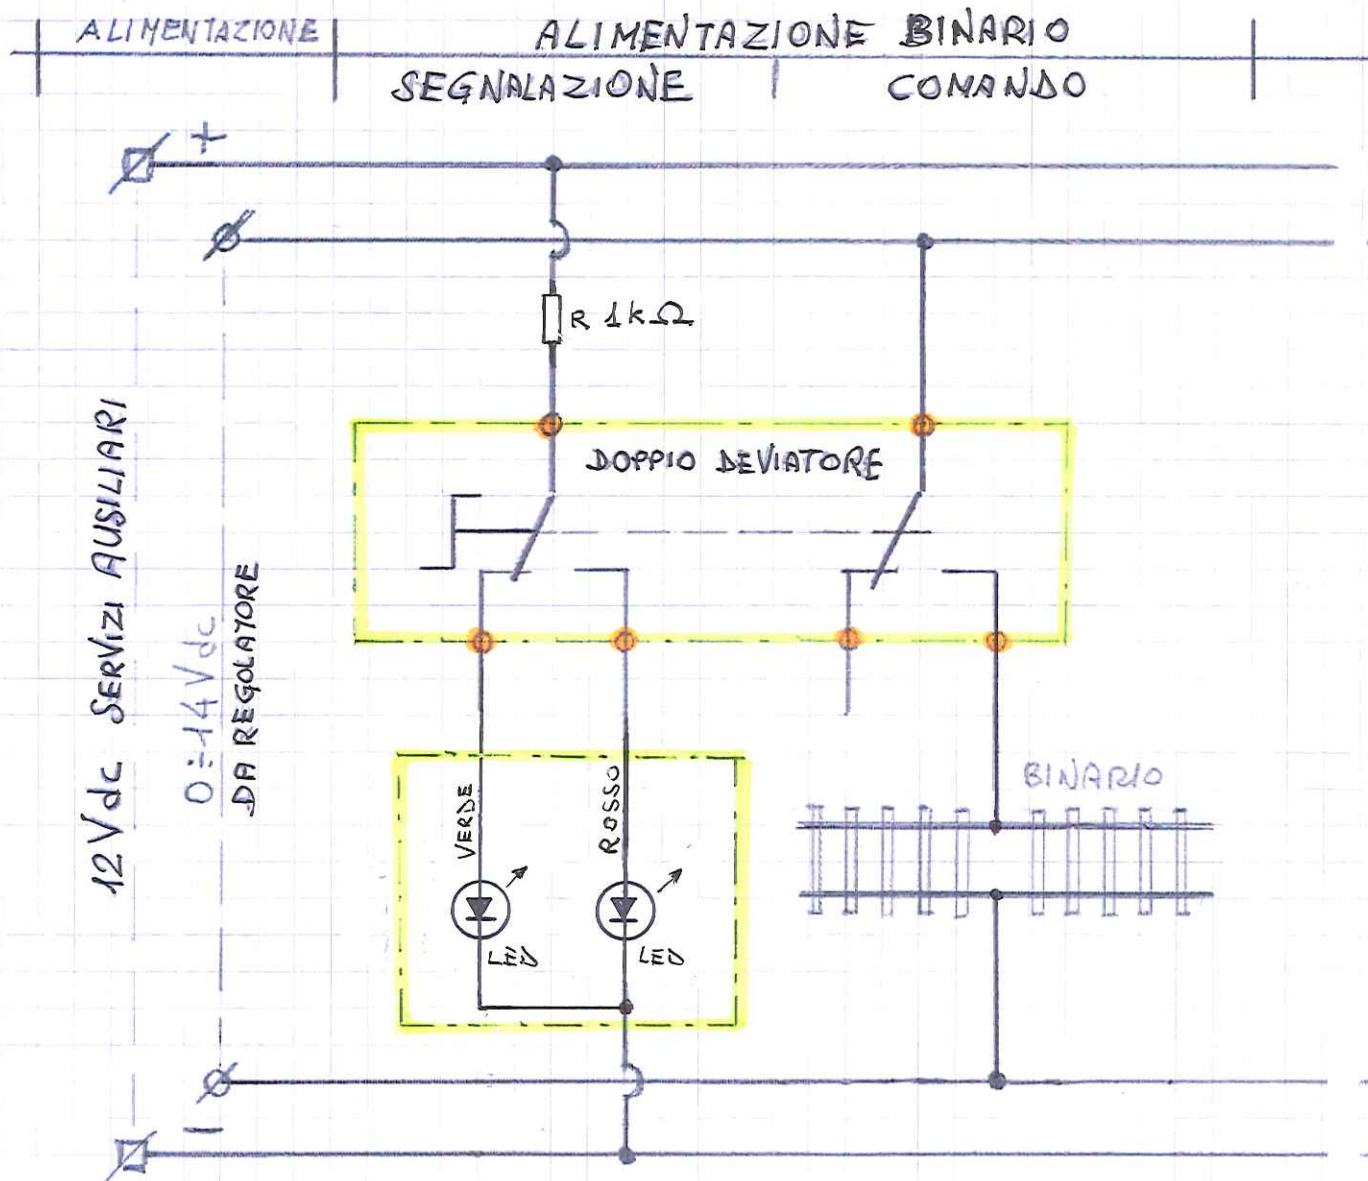 ALIMENTAZIONE
ALIMENTAZIONE BINARIO
SEGNALAZIONE
COMANDO
+
R 1kΩ
DOPPIO DEVIATORE
12Vdc SERVIZI AUSILIARI
0÷14Vdc
DA REGOLATORE
VERDE
ROSSO
BINARIO
LED
LED
-